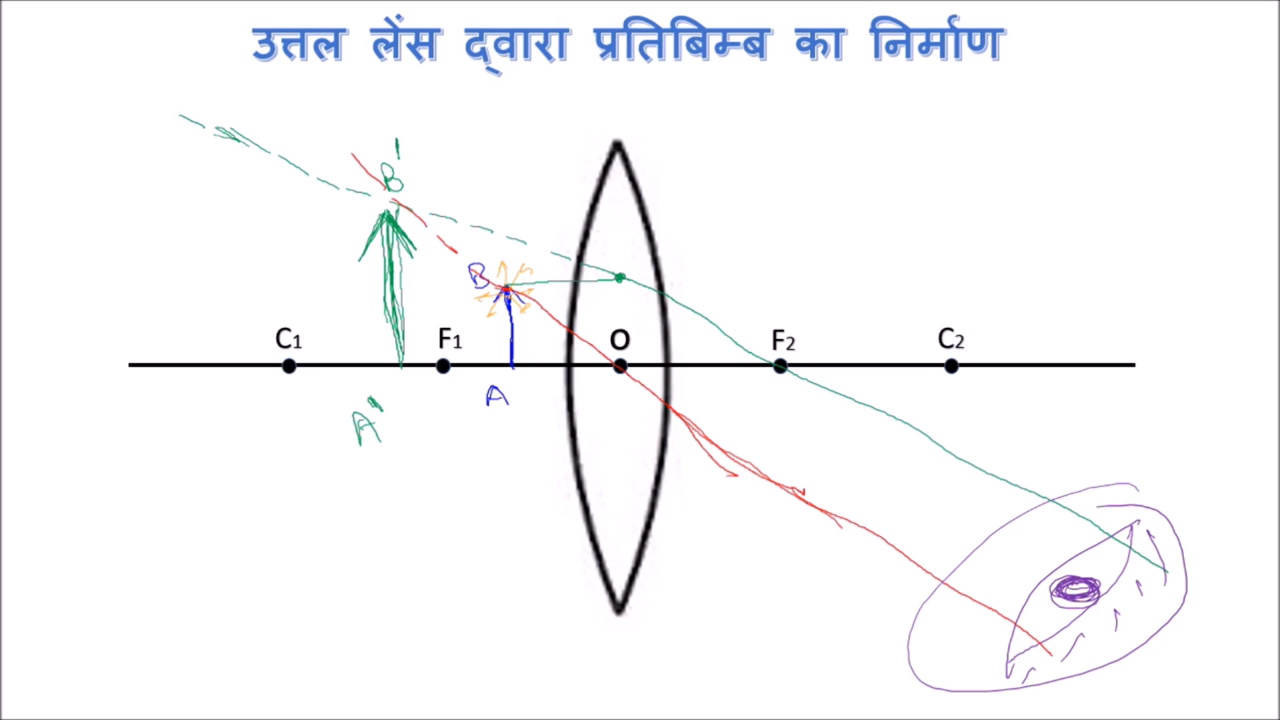 उत्तल लेंस द्वारा प्रतिबिम्ब का निर्माण
B'
B
C₁ F₁ O F₂ C₂
A
A'